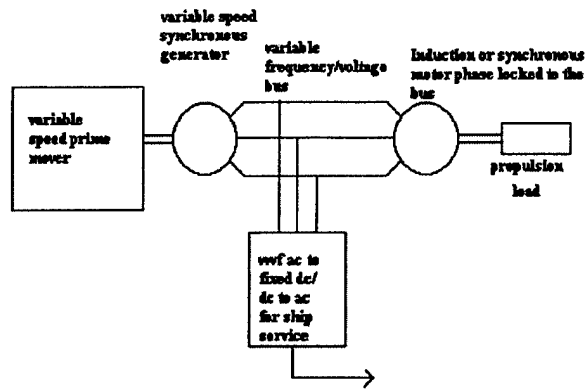 variable speed
synchronous
generator
variable
frequency/voltage
bus
Induction or synchronous
motor phase locked to the
bus
variable
speed prime
mover
propulsion
load
vvvf ac to
fixed dc/
dc to ac
for ship
service